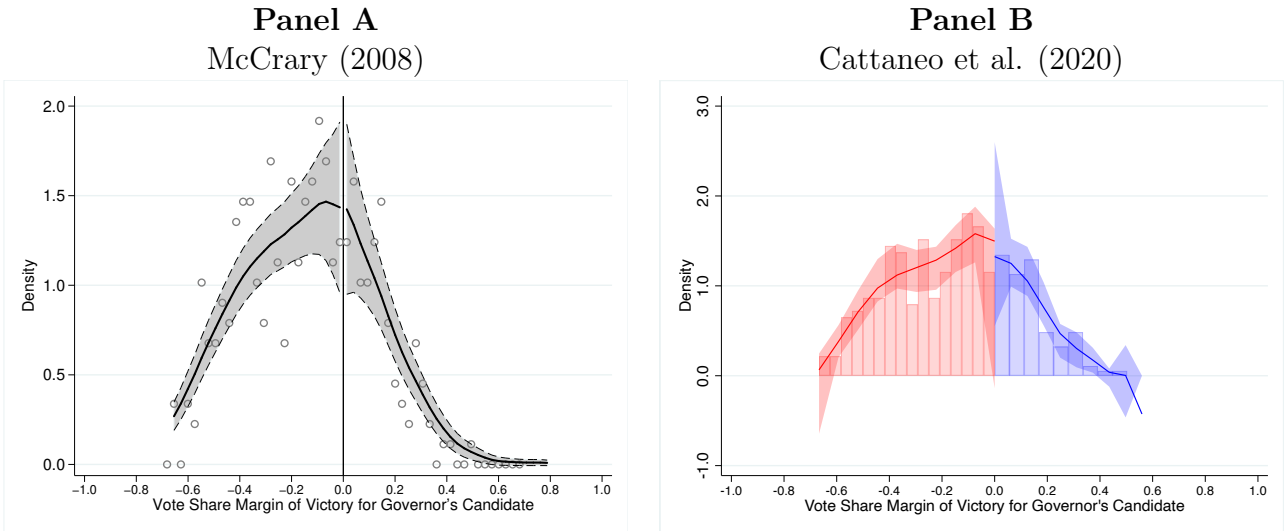 Panel A
McCrary (2008)
2.0
1.5
1.0
0.5
0.0
Density
−1.0 −0.8 −0.6 −0.4 −0.2 0.0 0.2 0.4 0.6 0.8 1.0
Vote Share Margin of Victory for Governor's Candidate
Panel B
Cattaneo et al. (2020)
3.0
2.0
1.0
0.0
-1.0
Density
-1.0 -0.8 -0.6 -0.4 -0.2 0.0 0.2 0.4 0.6 0.8 1.0
Vote Share Margin of Victory for Governor's Candidate